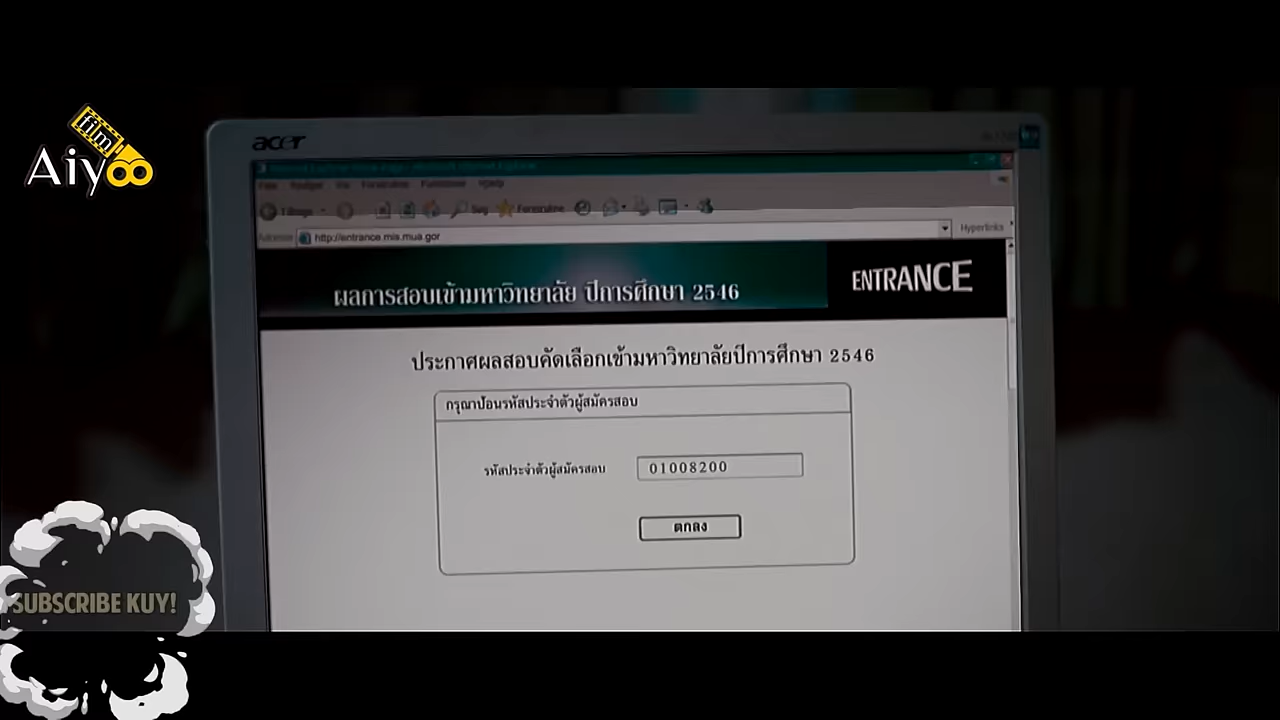 film
Aiyoo
acer
Søg
Favoritter
http://entrance.mis.mua.gor
Hyperlinks
ผลการสอบเข้ามหาวิทยาลัย ปีการศึกษา 2546
ENTRANCE
ประกาศผลสอบคัดเลือกเข้ามหาวิทยาลัยปีการศึกษา 2546
กรุณาป้อนรหัสประจำตัวผู้สมัครสอบ
รหัสประจำตัวผู้สมัครสอบ 01008200
ตกลง
SUBSCRIBE KUY!